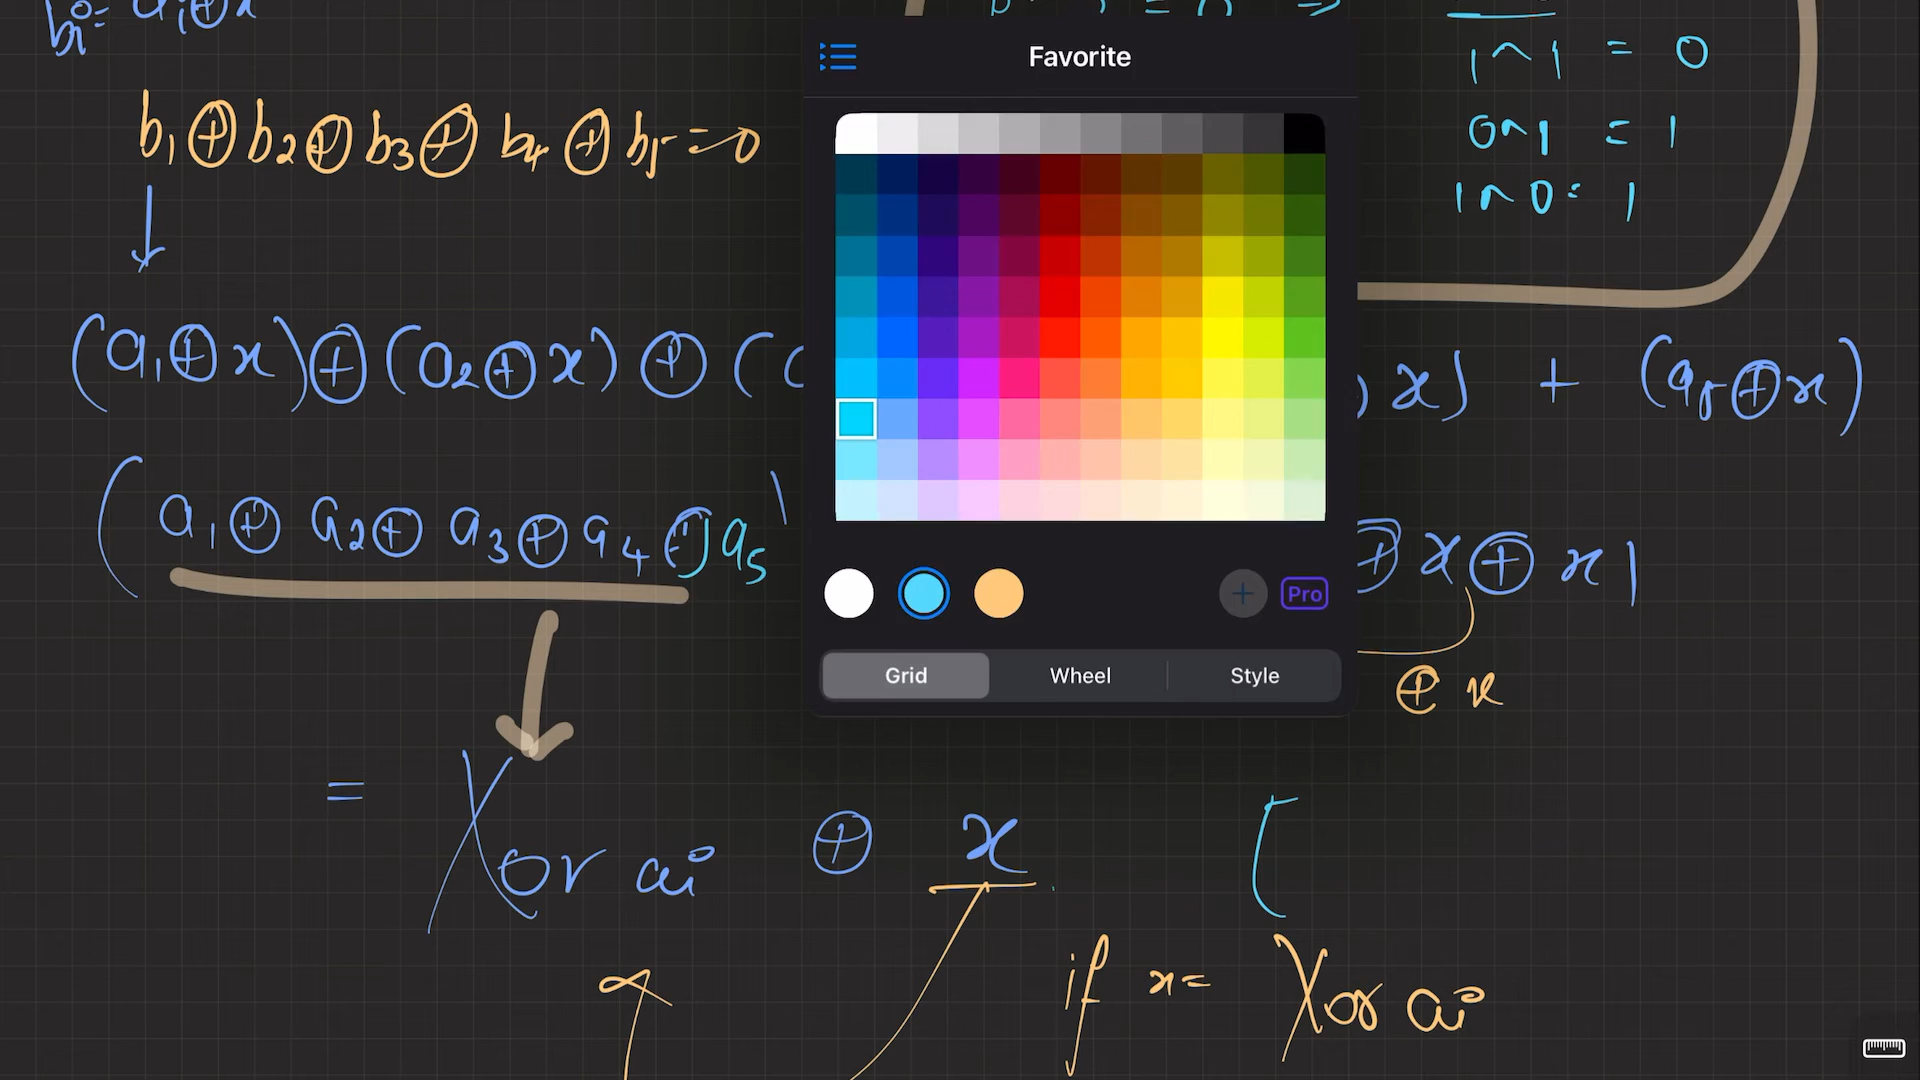 bi = ai ⊕ x
1 ^ 1 = 0
b1 ⊕ b2 ⊕ b3 ⊕ b4 ⊕ b5 = 0
0 ^ 1 = 1
1 ^ 0 = 1
(a1 ⊕ x) ⊕ (a2 ⊕ x) ⊕ (
x) + (a5 ⊕ x)
(a1 ⊕ a2 ⊕ a3 ⊕ a4 ⊕ a5)
⊕ x ⊕ x)
⊕ x
= Xor ai ⊕ x (
if x = Xor ai
Favorite
Pro
Grid Wheel Style